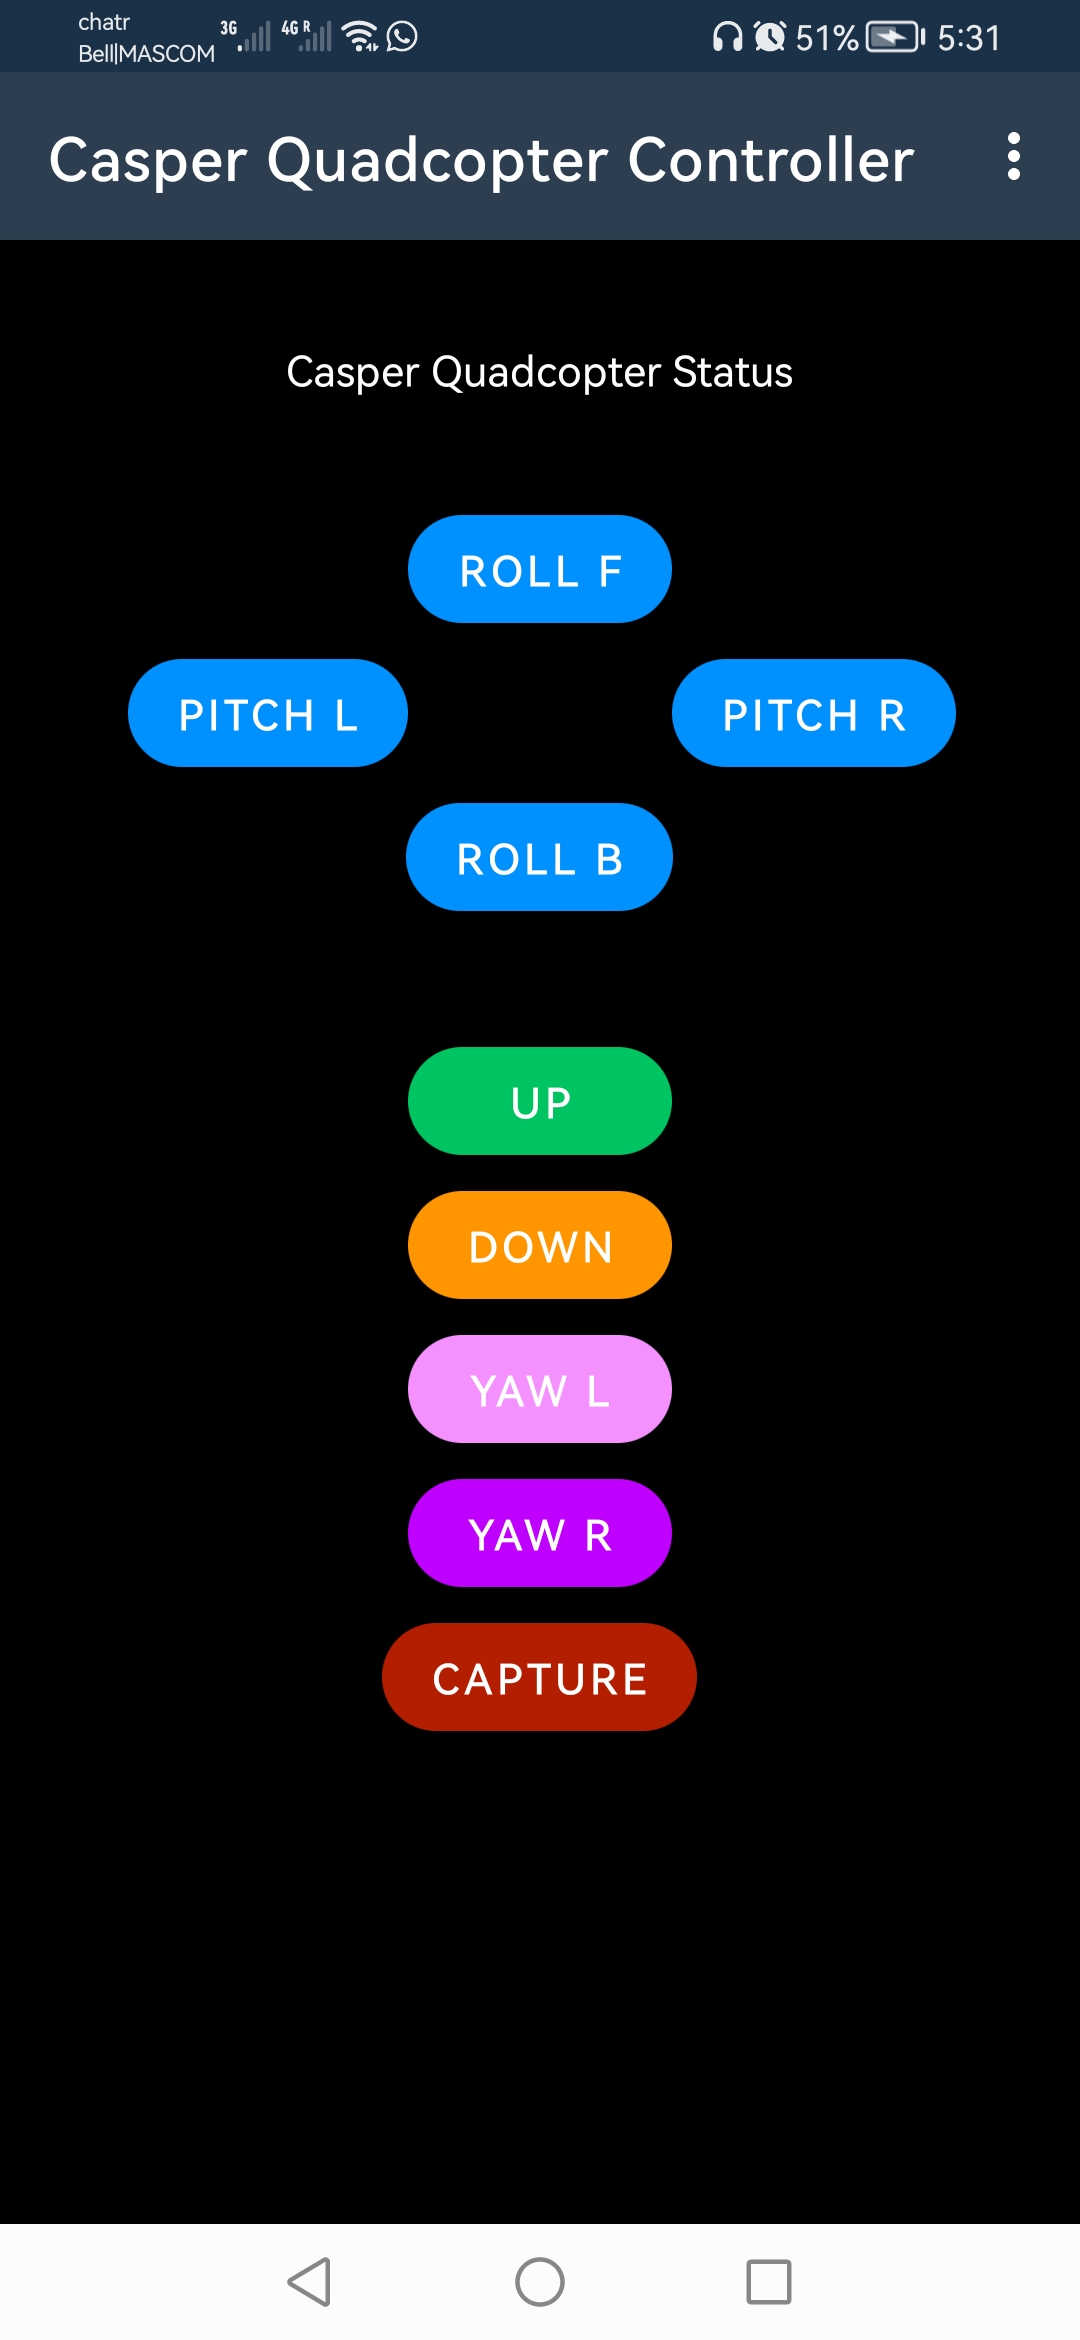 chatr
Bell|MASCOM
3G
4G R
51%
5:31
Casper Quadcopter Controller
Casper Quadcopter Status
ROLL F
PITCH L
PITCH R
ROLL B
UP
DOWN
YAW L
YAW R
CAPTURE